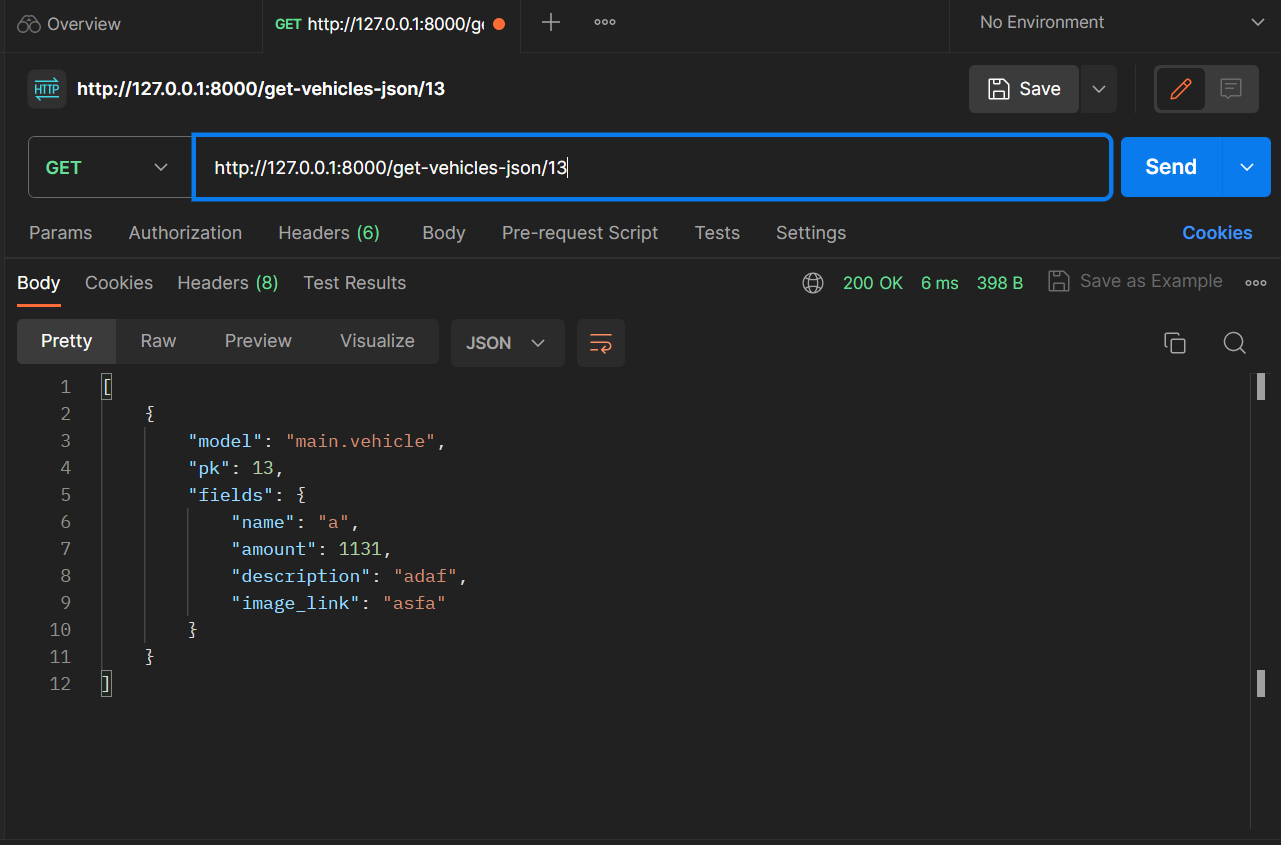 Overview
GET http://127.0.0.1:8000/ge
No Environment
HTTP http://127.0.0.1:8000/get-vehicles-json/13
Save
GET
http://127.0.0.1:8000/get-vehicles-json/13
Send
Params Authorization Headers (6) Body Pre-request Script Tests Settings Cookies
Body Cookies Headers (8) Test Results 200 OK 6 ms 398 B Save as Example
Pretty Raw Preview Visualize JSON
1 [
2 {
3 "model": "main.vehicle",
4 "pk": 13,
5 "fields": {
6 "name": "a",
7 "amount": 1131,
8 "description": "adaf",
9 "image_link": "asfa"
10 }
11 }
12 ]